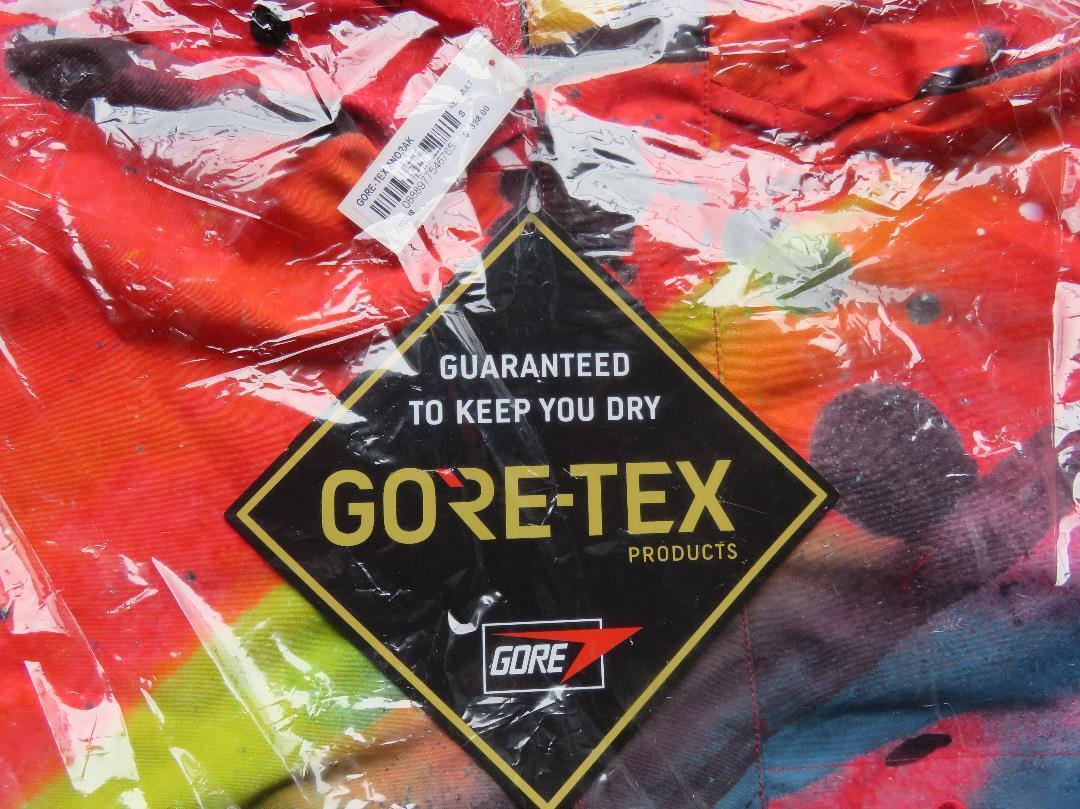 GORE-TEX ANORAK
S
GUARANTEED
TO KEEP YOU DRY
GORE-TEX
PRODUCTS
GORE